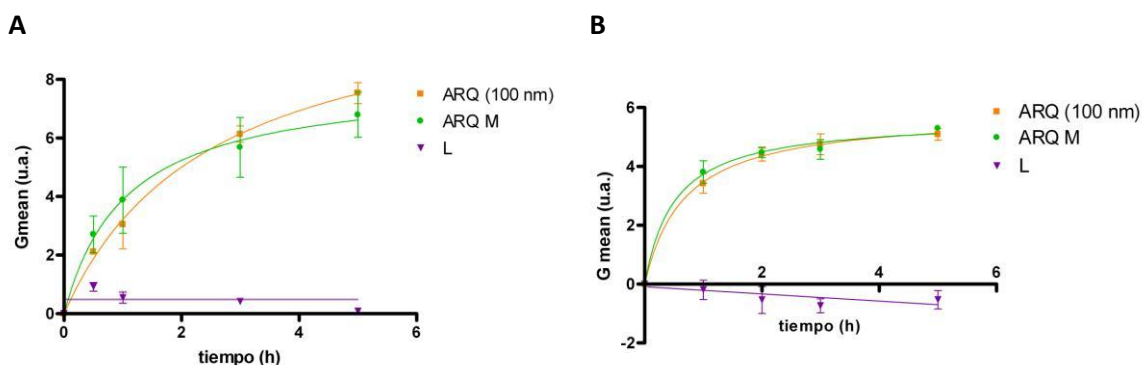 A
B
8
6
4
2
0
0
2
4
6
Gmean (u.a.)
tiempo (h)
ARQ (100 nm)
ARQ M
L
6
4
2
0
-2
2
4
6
G mean (u.a.)
tiempo (h)
ARQ (100 nm)
ARQ M
L